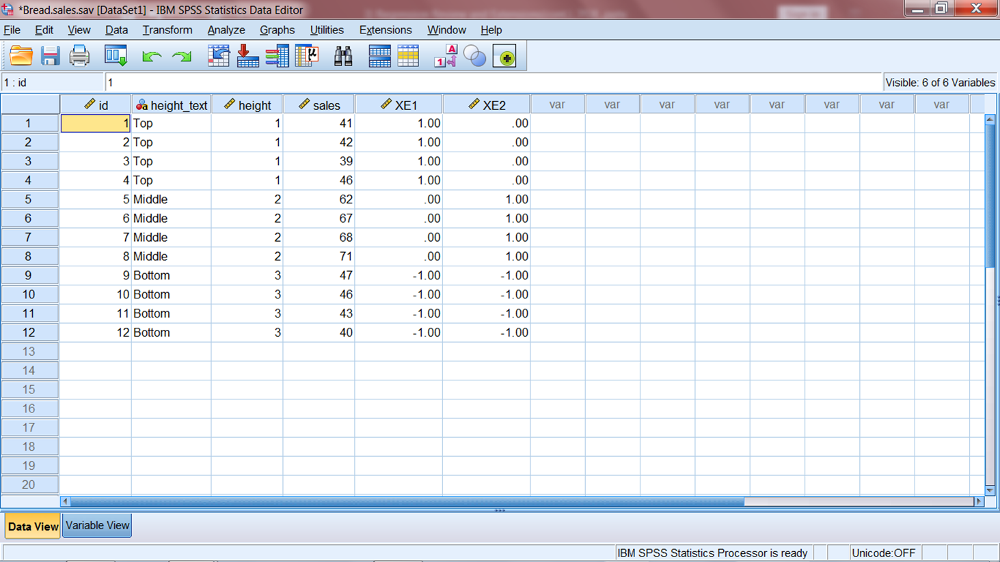 *Bread.sales.sav [DataSet1] - IBM SPSS Statistics Data Editor
File Edit View Data Transform Analyze Graphs Utilities Extensions Window Help
1 : id 1 Visible: 6 of 6 Variables
id height_text height sales XE1 XE2 var var var var var var var var
1 1 Top 1 41 1.00 .00
2 2 Top 1 42 1.00 .00
3 3 Top 1 39 1.00 .00
4 4 Top 1 46 1.00 .00
5 5 Middle 2 62 .00 1.00
6 6 Middle 2 67 .00 1.00
7 7 Middle 2 68 .00 1.00
8 8 Middle 2 71 .00 1.00
9 9 Bottom 3 47 -1.00 -1.00
10 10 Bottom 3 46 -1.00 -1.00
11 11 Bottom 3 43 -1.00 -1.00
12 12 Bottom 3 40 -1.00 -1.00
13
14
15
16
17
18
19
20
Data View Variable View
IBM SPSS Statistics Processor is ready Unicode:OFF